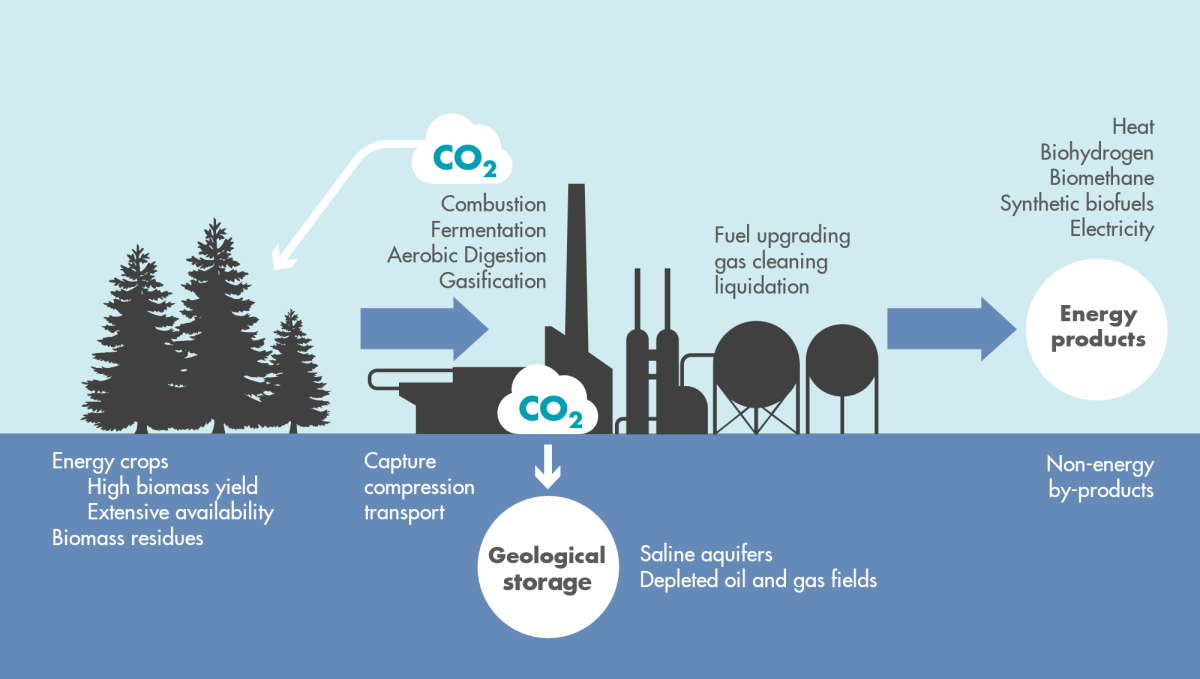 CO₂
Combustion
Fermentation
Aerobic Digestion
Gasification
Fuel upgrading
gas cleaning
liquidation
Heat
Biohydrogen
Biomethane
Synthetic biofuels
Electricity
Energy
products
CO₂
Energy crops
High biomass yield
Extensive availability
Biomass residues
Capture
compression
transport
Geological
storage
Saline aquifers
Depleted oil and gas fields
Non-energy
by-products